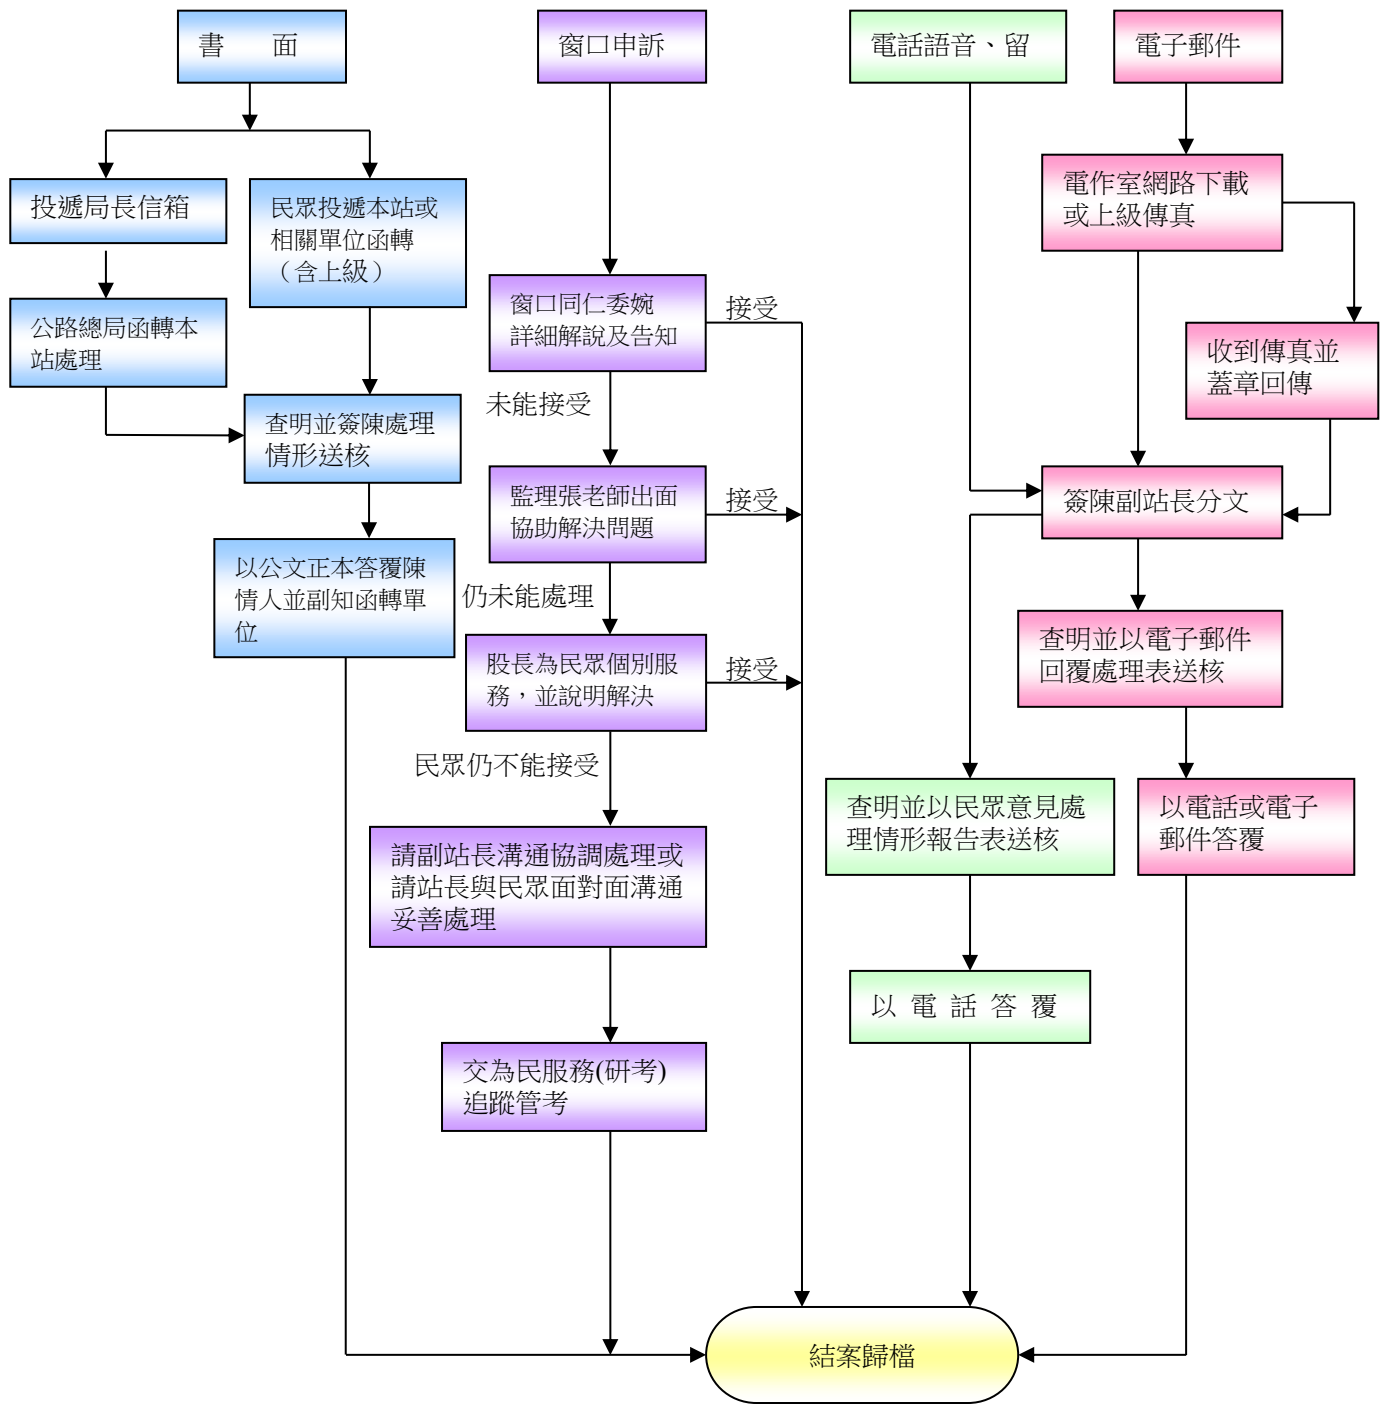 書　　面
窗口申訴
電話語音、留
電子郵件
投遞局長信箱
民眾投遞本站或
相關單位函轉
（含上級）
電作室網路下載
或上級傳真
公路總局函轉本
站處理
窗口同仁委婉
詳細解說及告知
接受
收到傳真並
蓋章回傳
未能接受
查明並簽陳處理
情形送核
監理張老師出面
協助解決問題
接受
簽陳副站長分文
以公文正本答覆陳
情人並副知函轉單
位
仍未能處理
查明並以電子郵件
回覆處理表送核
股長為民眾個別服
務，並說明解決
接受
民眾仍不能接受
查明並以民眾意見處
理情形報告表送核
以電話或電子
郵件答覆
請副站長溝通協調處理或
請站長與民眾面對面溝通
妥善處理
以 電 話 答 覆
交為民服務(研考)
追蹤管考
結案歸檔